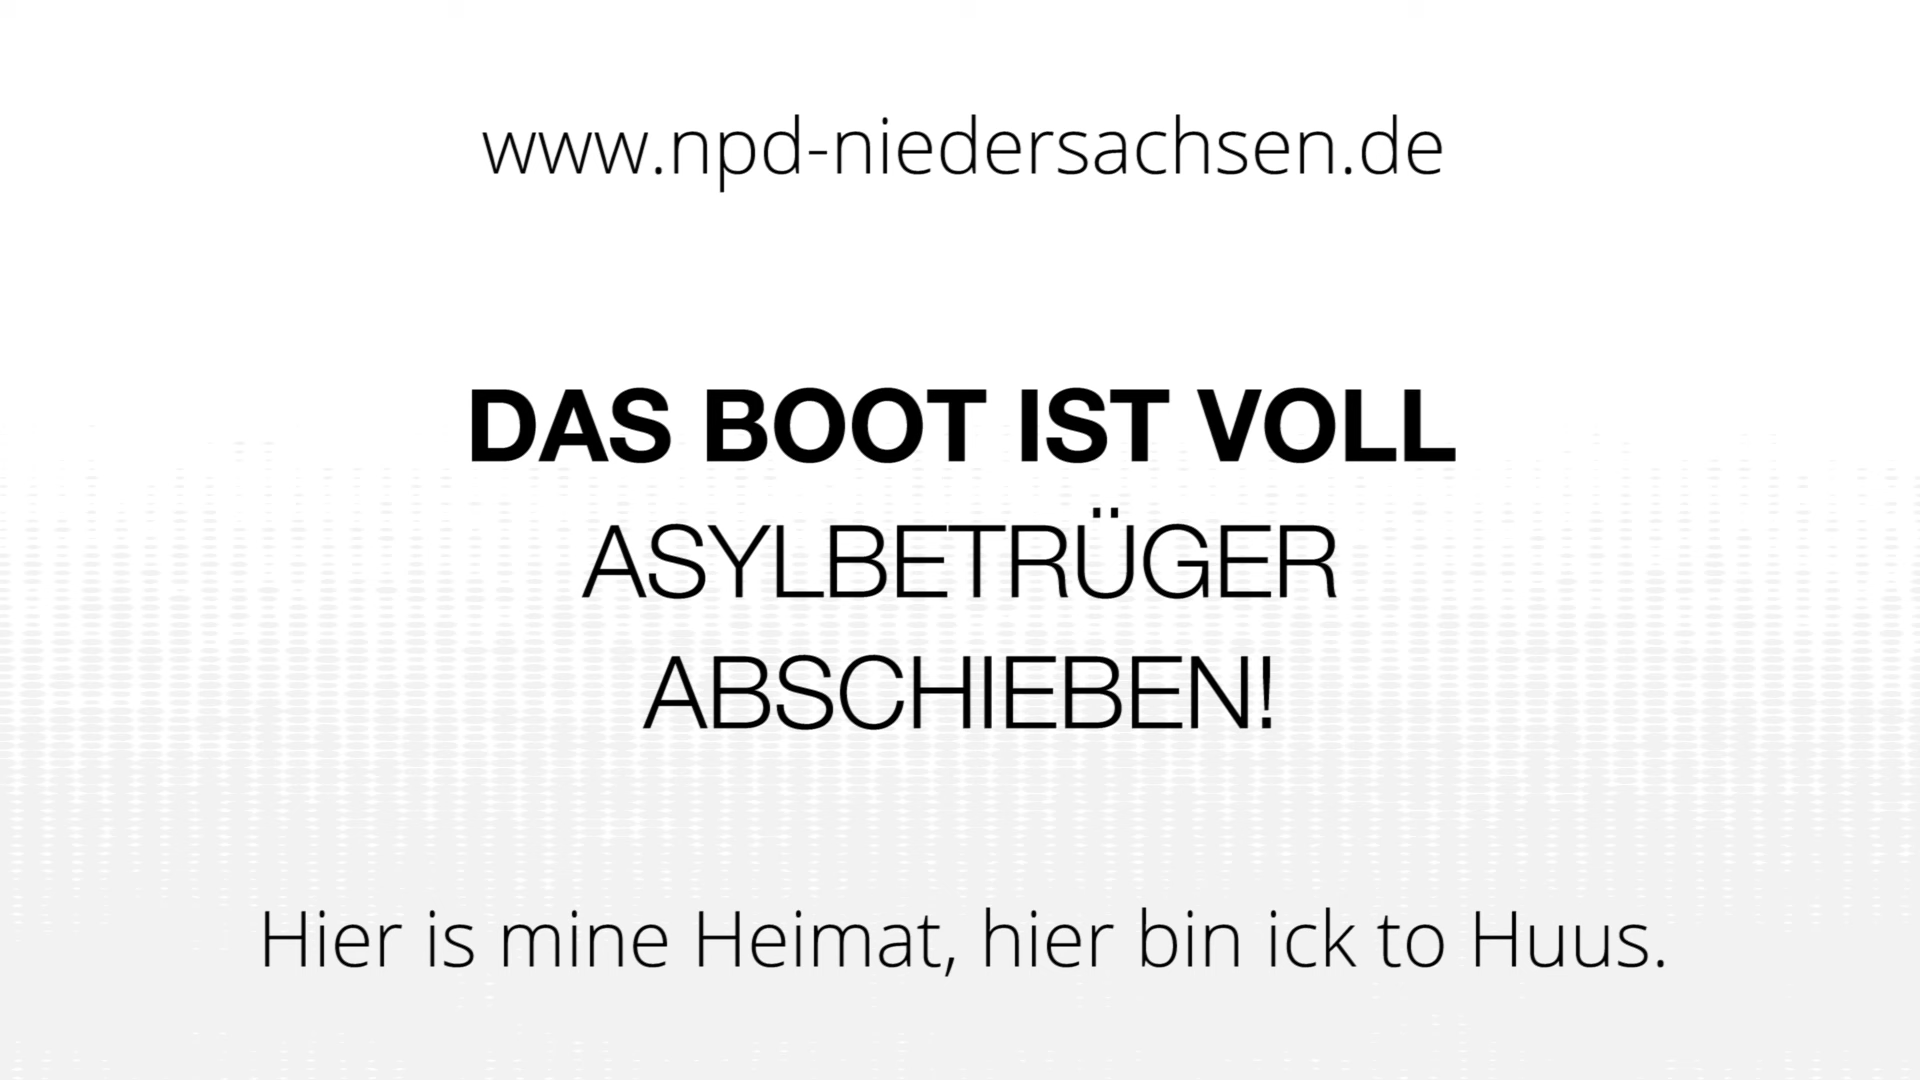 www.npd-niedersachsen.de
DAS BOOT IST VOLL
ASYLBETRÜGER
ABSCHIEBEN!
Hier is mine Heimat, hier bin ick to Huus.